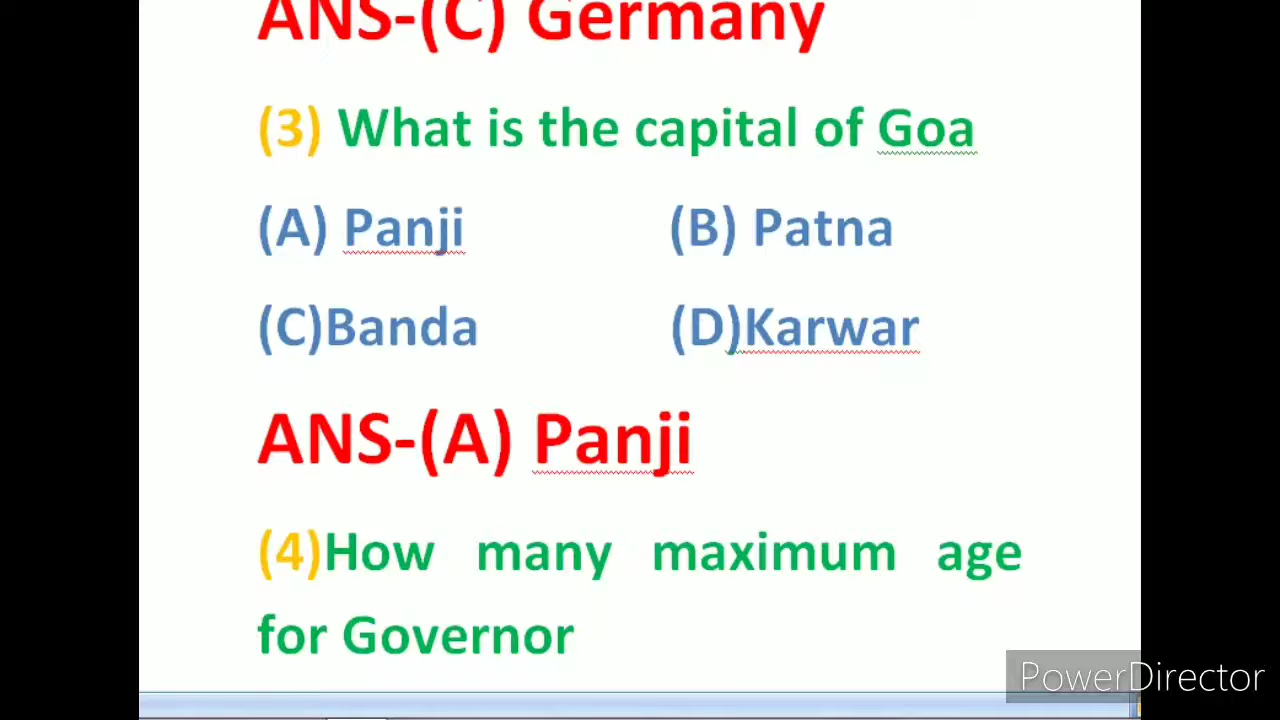 ANS-(C) Germany
(3) What is the capital of Goa
(A) Panji (B) Patna
(C)Banda (D)Karwar
ANS-(A) Panji
(4)How many maximum age
for Governor
PowerDirector